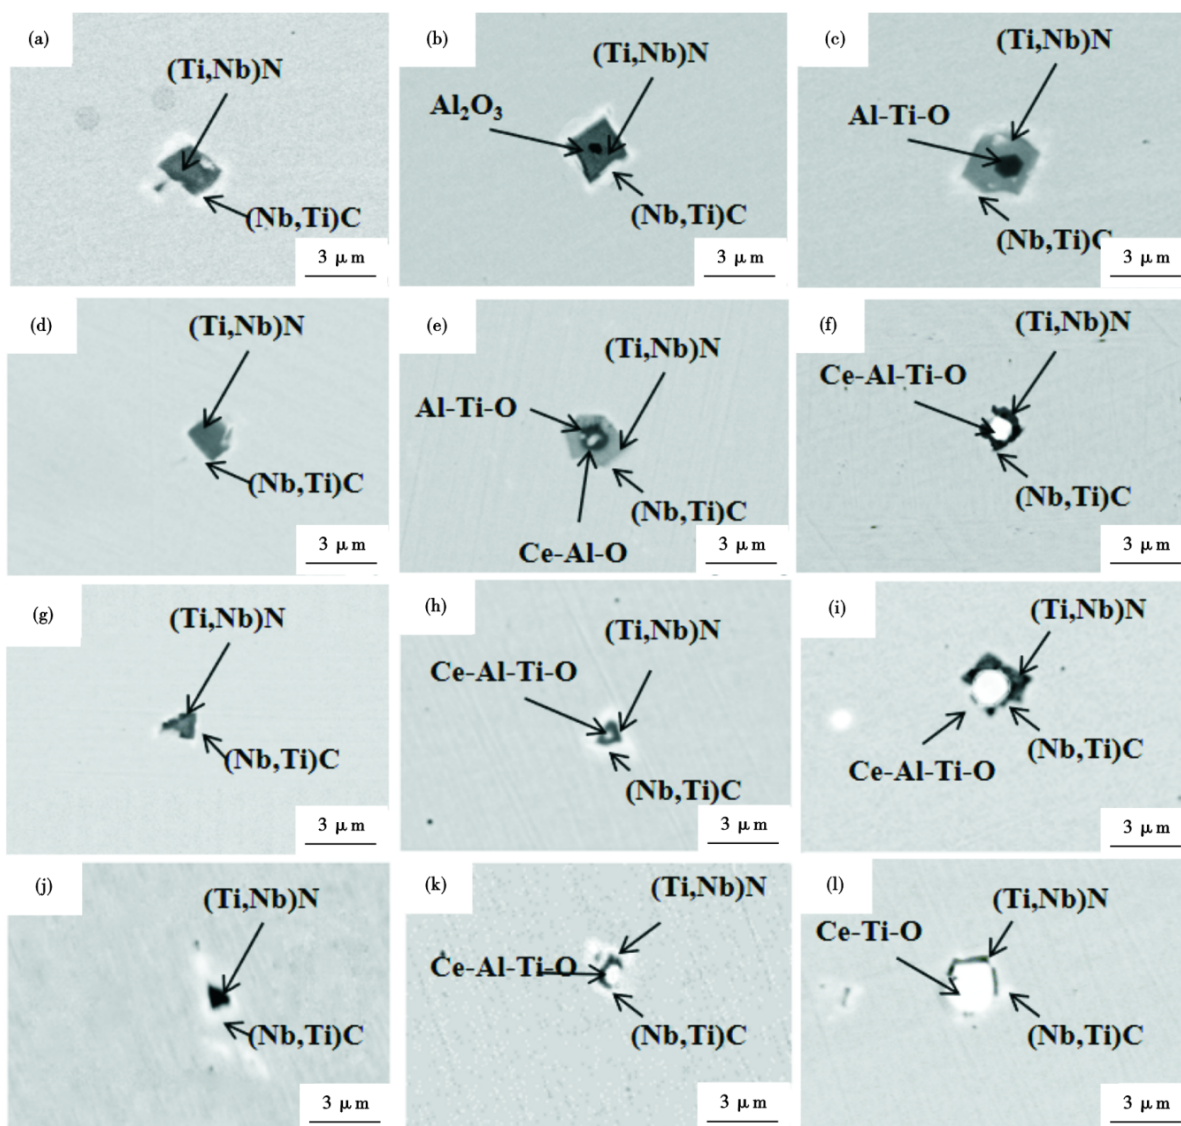 (a)
(Ti,Nb)N
(Nb,Ti)C
3 μm
(b)
(Ti,Nb)N
Al₂O₃
(Nb,Ti)C
3 μm
(c)
(Ti,Nb)N
Al-Ti-O
(Nb,Ti)C
3 μm
(d)
(Ti,Nb)N
(Nb,Ti)C
3 μm
(e)
(Ti,Nb)N
Al-Ti-O
(Nb,Ti)C
Ce-Al-O
3 μm
(f)
(Ti,Nb)N
Ce-Al-Ti-O
(Nb,Ti)C
3 μm
(g)
(Ti,Nb)N
(Nb,Ti)C
3 μm
(h)
(Ti,Nb)N
Ce-Al-Ti-O
(Nb,Ti)C
3 μm
(i)
(Ti,Nb)N
(Nb,Ti)C
Ce-Al-Ti-O
3 μm
(j)
(Ti,Nb)N
(Nb,Ti)C
3 μm
(k)
(Ti,Nb)N
Ce-Al-Ti-O
(Nb,Ti)C
3 μm
(l)
(Ti,Nb)N
Ce-Ti-O
(Nb,Ti)C
3 μm